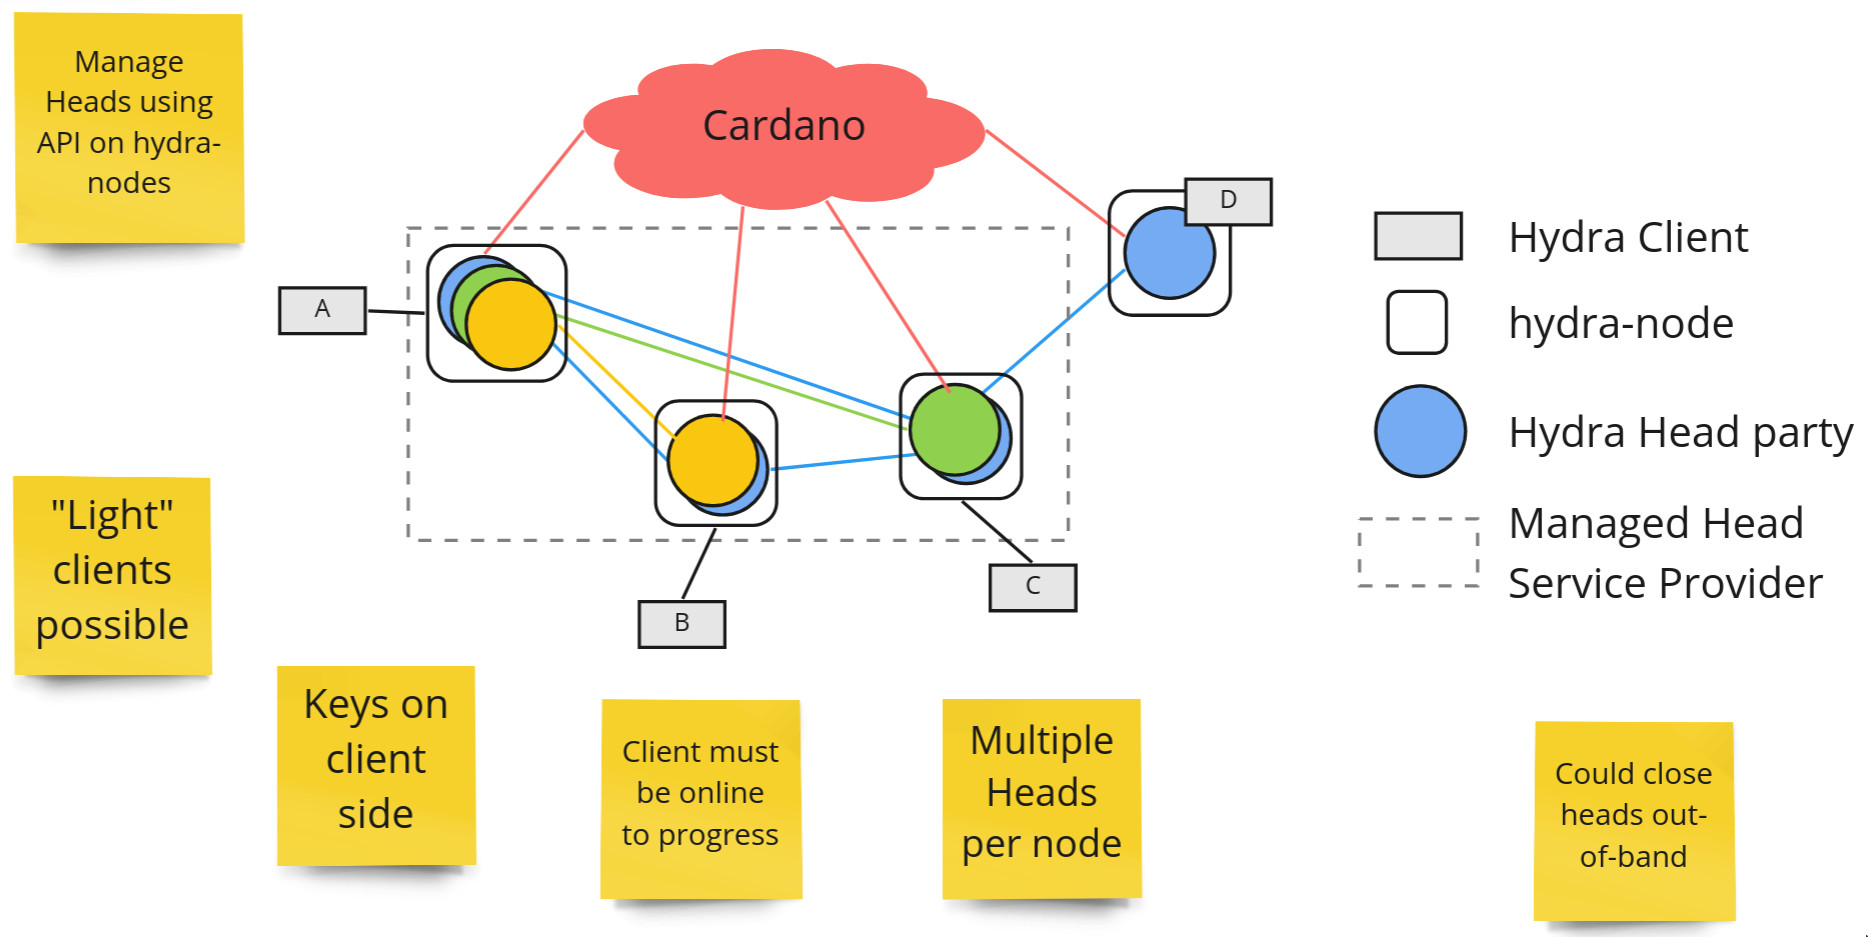 Manage
Heads using
API on hydra-
nodes
Cardano
D
A
B
C
Hydra Client
hydra-node
Hydra Head party
Managed Head
Service Provider
"Light"
clients
possible
Keys on
client
side
Client must
be online
to progress
Multiple
Heads
per node
Could close
heads out-
of-band